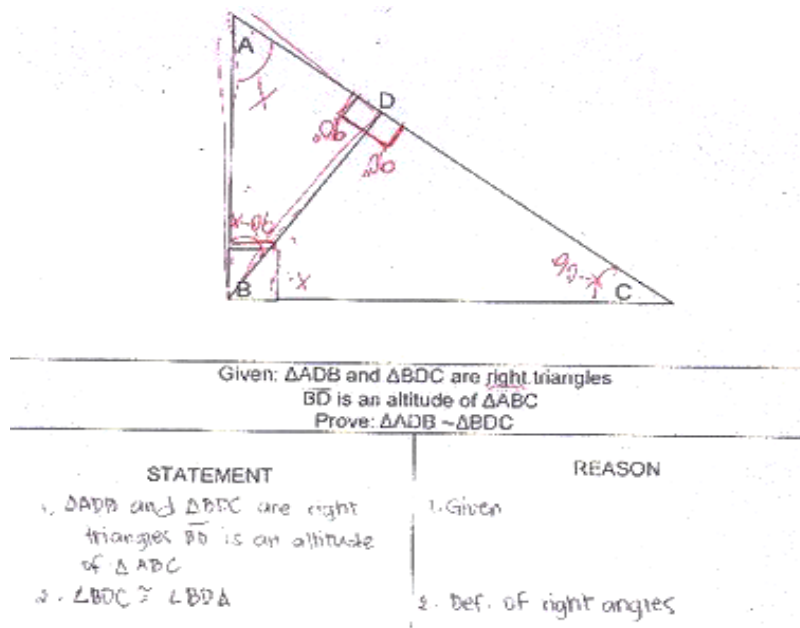 A
x
D
90°
90°
90-x
B
x
90-x
C
Given: ΔADB and ΔBDC are right triangles
BD is an altitude of ΔABC
Prove: ΔADB ~ΔBDC
STATEMENT
REASON
1. ΔADB and ΔBDC are right
triangles BD is an altitude
of Δ ABC
1. Given
2. ∠BDC ≅ ∠BDA
2. Def. of right angles